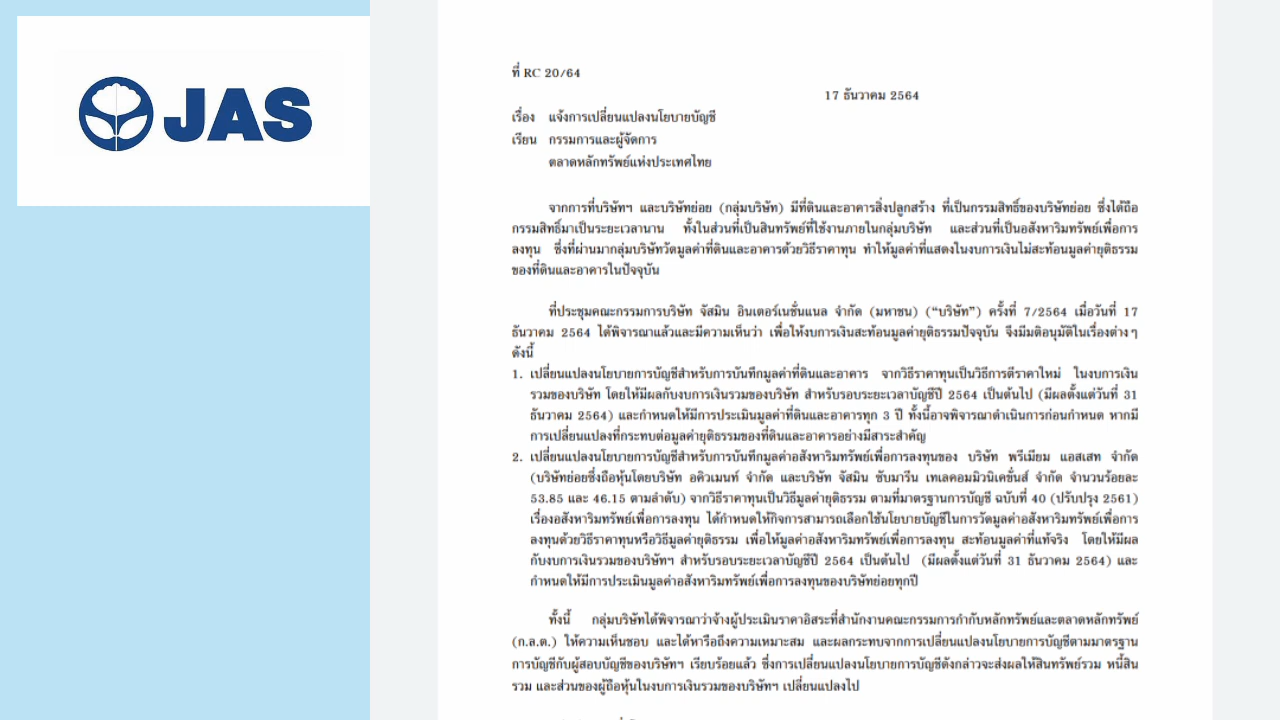 JAS
ที่ RC 20/64
17 ธันวาคม 2564
เรื่อง แจ้งการเปลี่ยนแปลงนโยบายบัญชี
เรียน กรรมการและผู้จัดการ
ตลาดหลักทรัพย์แห่งประเทศไทย
จากการที่บริษัทฯ และบริษัทย่อย (กลุ่มบริษัท) มีที่ดินและอาคารสิ่งปลูกสร้าง ที่เป็นกรรมสิทธิ์ของบริษัทย่อย ซึ่งได้ถือ
กรรมสิทธิ์มาเป็นระยะเวลานาน ทั้งในส่วนที่เป็นสินทรัพย์ที่ใช้งานภายในกลุ่มบริษัท และส่วนที่เป็นอสังหาริมทรัพย์เพื่อการ
ลงทุน ซึ่งที่ผ่านมากลุ่มบริษัทวัดมูลค่าที่ดินและอาคารด้วยวิธีราคาทุน ทำให้มูลค่าที่แสดงในงบการเงินไม่สะท้อนมูลค่ายุติธรรม
ของที่ดินและอาคารในปัจจุบัน
ที่ประชุมคณะกรรมการบริษัท จัสมิน อินเตอร์เนชั่นแนล จำกัด (มหาชน) (“บริษัท”) ครั้งที่ 7/2564 เมื่อวันที่ 17
ธันวาคม 2564 ได้พิจารณาแล้วและมีความเห็นว่า เพื่อให้งบการเงินสะท้อนมูลค่ายุติธรรมปัจจุบัน จึงมีมติอนุมัติในเรื่องต่างๆ
ดังนี้
1. เปลี่ยนแปลงนโยบายการบัญชีสำหรับการบันทึกมูลค่าที่ดินและอาคาร จากวิธีราคาทุนเป็นวิธีการตีราคาใหม่ ในงบการเงิน
รวมของบริษัท โดยให้มีผลกับงบการเงินรวมของบริษัท สำหรับรอบระยะเวลาบัญชีปี 2564 เป็นต้นไป (มีผลตั้งแต่วันที่ 31
ธันวาคม 2564) และกำหนดให้มีการประเมินมูลค่าที่ดินและอาคารทุก 3 ปี ทั้งนี้อาจพิจารณาดำเนินการก่อนกำหนด หากมี
การเปลี่ยนแปลงที่กระทบต่อมูลค่ายุติธรรมของที่ดินและอาคารอย่างมีสาระสำคัญ
2. เปลี่ยนแปลงนโยบายการบัญชีสำหรับการบันทึกมูลค่าอสังหาริมทรัพย์เพื่อการลงทุนของ บริษัท พรีเมียม แอสเสท จำกัด
(บริษัทย่อยซึ่งถือหุ้นโดยบริษัท อคิวเมนท์ จำกัด และบริษัท จัสมิน ซับมารีน เทเลคอมมิวนิเคชั่นส์ จำกัด จำนวนร้อยละ
53.85 และ 46.15 ตามลำดับ) จากวิธีราคาทุนเป็นวิธีมูลค่ายุติธรรม ตามที่มาตรฐานการบัญชี ฉบับที่ 40 (ปรับปรุง 2561)
เรื่องอสังหาริมทรัพย์เพื่อการลงทุน ได้กำหนดให้กิจการสามารถเลือกใช้นโยบายบัญชีในการวัดมูลค่าอสังหาริมทรัพย์เพื่อการ
ลงทุนด้วยวิธีราคาทุนหรือวิธีมูลค่ายุติธรรม เพื่อให้มูลค่าอสังหาริมทรัพย์เพื่อการลงทุน สะท้อนมูลค่าที่แท้จริง โดยให้มีผล
กับงบการเงินรวมของบริษัทฯ สำหรับรอบระยะเวลาบัญชีปี 2564 เป็นต้นไป (มีผลตั้งแต่วันที่ 31 ธันวาคม 2564) และ
กำหนดให้มีการประเมินมูลค่าอสังหาริมทรัพย์เพื่อการลงทุนของบริษัทย่อยทุกปี
ทั้งนี้ กลุ่มบริษัทได้พิจารณาว่าจ้างผู้ประเมินราคาอิสระที่สำนักงานคณะกรรมการกำกับหลักทรัพย์และตลาดหลักทรัพย์
(ก.ล.ต.) ให้ความเห็นชอบ และได้หารือถึงความเหมาะสม และผลกระทบจากการเปลี่ยนแปลงนโยบายการบัญชีตามมาตรฐาน
การบัญชีกับผู้สอบบัญชีของบริษัทฯ เรียบร้อยแล้ว ซึ่งการเปลี่ยนแปลงนโยบายการบัญชีดังกล่าวจะส่งผลให้สินทรัพย์รวม หนี้สิน
รวม และส่วนของผู้ถือหุ้นในงบการเงินรวมของบริษัทฯ เปลี่ยนแปลงไป